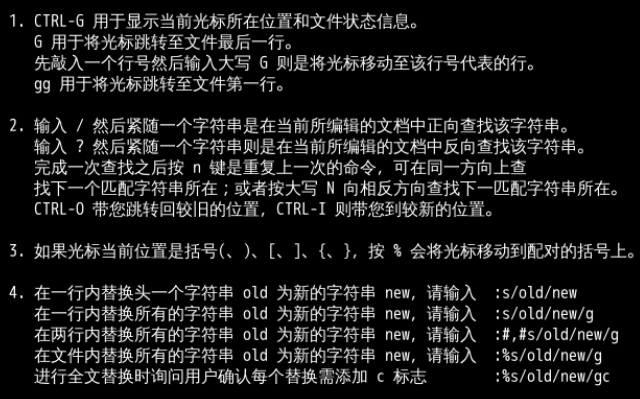 1. CTRL-G 用于显示当前光标所在位置和文件状态信息。
G 用于将光标跳转至文件最后一行。
先敲入一个行号然后输入大写 G 则是将光标移动至该行号代表的行。
gg 用于将光标跳转至文件第一行。
2. 输入 / 然后紧随一个字符串是在当前所编辑的文档中正向查找该字符串。
输入 ? 然后紧随一个字符串则是在当前所编辑的文档中反向查找该字符串。
完成一次查找之后按 n 键是重复上一次的命令, 可在同一方向上查
找下一个匹配字符串所在；或者按大写 N 向相反方向查找下一匹配字符串所在。
CTRL-O 带您跳转回较旧的位置, CTRL-I 则带您到较新的位置。
3. 如果光标当前位置是括号(、)、[、]、{、}, 按 % 会将光标移动到配对的括号上。
4. 在一行内替换头一个字符串 old 为新的字符串 new, 请输入 :s/old/new
在一行内替换所有的字符串 old 为新的字符串 new, 请输入 :s/old/new/g
在两行内替换所有的字符串 old 为新的字符串 new, 请输入 :#,#s/old/new/g
在文件内替换所有的字符串 old 为新的字符串 new, 请输入 :%s/old/new/g
进行全文替换时询问用户确认每个替换需添加 c 标志 :%s/old/new/gc